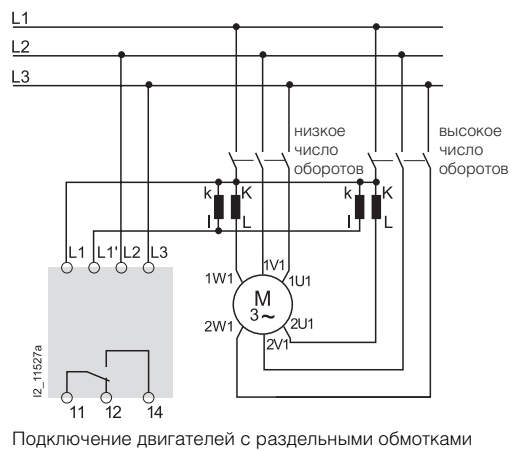 L1
L2
L3
низкое
число
оборотов
высокое
число
оборотов
k K
l L
k K
l L
L1 L1' L2 L3
1W1 1V1 1U1
M
3~
2W1 2V1 2U1
I2_11527a
11 12 14
Подключение двигателей с раздельными обмотками